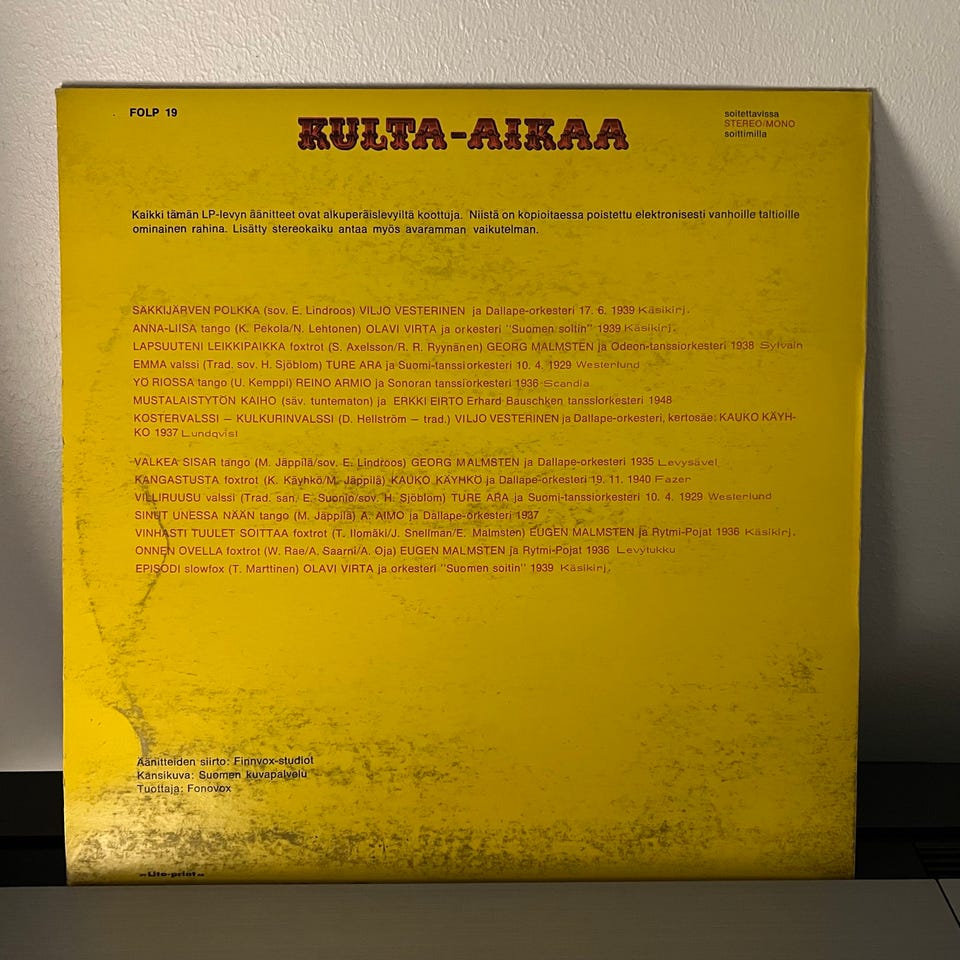 FOLP 19
KULTA-AIKAA
soitettavissa
STEREO/MONO
soittimilla
Kaikki tämän LP-levyn äänitteet ovat alkuperäislevyiltä koottuja. Niistä on kopioitaessa poistettu elektronisesti vanhoille taltioille
ominainen rahina. Lisätty stereokaiku antaa myös avaramman vaikutelman.
SÄKKIJÄRVEN POLKKA (sov. E. Lindroos) VILJO VESTERINEN ja Dallape-orkesteri 17. 6. 1939 Käsikirj.
ANNA-LIISA tango (K. Pekola/N. Lehtonen) OLAVI VIRTA ja orkesteri "Suomen soitin" 1939 Käsikirj.
LAPSUUTENI LEIKKIPAIKKA foxtrot (S. Axelsson/R. R. Ryynänen) GEORG MALMSTEN ja Odeon-tanssiorkesteri 1938 Sylvain
EMMA valssi (Trad. sov. H. Sjöblom) TURE ARA ja Suomi-tanssiorkesteri 10. 4. 1929 Westerlund
YÖ RIOSSA tango (U. Kemppi) REINO ARMIO ja Sonoran tanssiorkesteri 1936 Scandia
MUSTALAISTYTÖN KAIHO (säv. tuntematon) ja ERKKI EIRTO Erhard Bauschken tanssiorkesteri 1948
KOSTERVALSSI – KULKURINVALSSI (D. Hellström – trad.) VILJO VESTERINEN ja Dallape-orkesteri, kertosäe: KAUKO KÄYH-
KÖ 1937 Lundqvist
VALKEA SISAR tango (M. Jäppilä/sov. E. Lindroos) GEORG MALMSTEN ja Dallape-orkesteri 1935 Levysävel
KANGASTUSTA foxtrot (K. Käyhkö/M. Jäppilä) KAUKO KÄYHKÖ ja Dallape-orkesteri 19. 11. 1940 Fazer
VILLIRUUSU valssi (Trad. san. E. Suonio/sov. H. Sjöblom) TURE ARA ja Suomi-tanssiorkesteri 10. 4. 1929 Westerlund
SINUT UNESSA NÄÄN tango (M. Jäppilä) A. AIMO ja Dallape-orkesteri 1937
VINHASTI TUULET SOITTAA foxtrot (T. Ilomäki/J. Snellman/E. Malmsten) EUGEN MALMSTEN ja Rytmi-Pojat 1936 Käsikirj.
ONNEN OVELLA foxtrot (W. Rae/A. Saarni/A. Oja) EUGEN MALMSTEN ja Rytmi-Pojat 1936 Levytukku
EPISODI slowfox (T. Marttinen) OLAVI VIRTA ja orkesteri "Suomen soitin" 1939 Käsikirj.
Äänitteiden siirto: Finnvox-studiot
Kansikuva: Suomen kuvapalvelu
Tuottaja: Fonovox
Lito-print